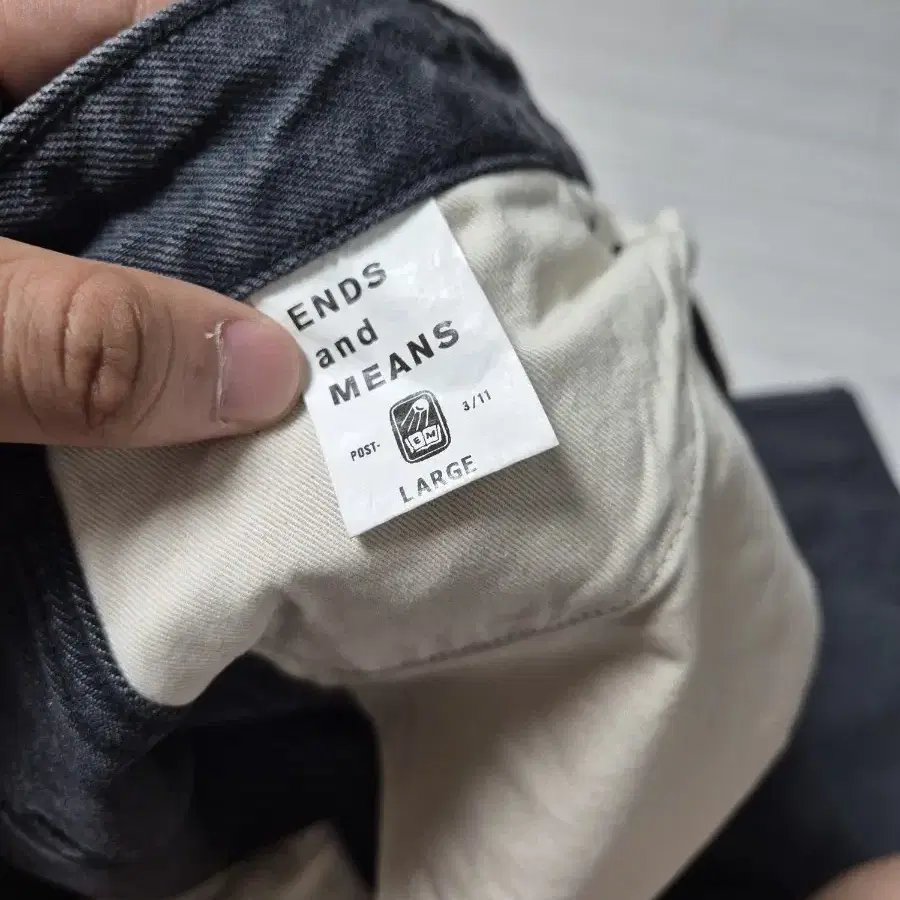 ENDS
and
MEANS
POST- EM 3/11
LARGE